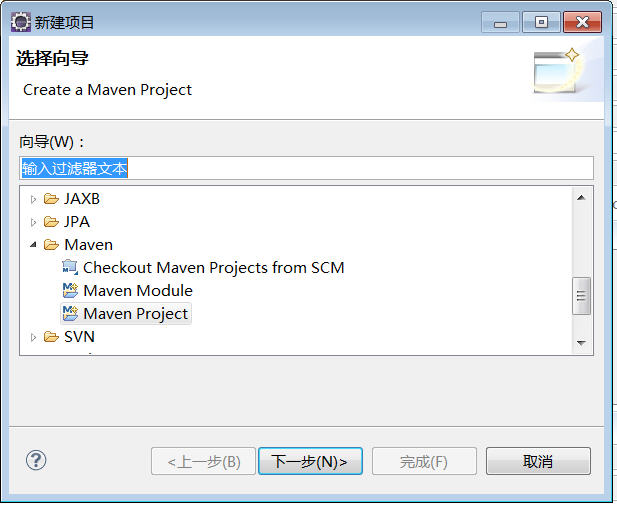 新建项目
选择向导
Create a Maven Project
向导(W)：
输入过滤器文本
JAXB
JPA
Maven
Checkout Maven Projects from SCM
Maven Module
Maven Project
SVN
<上一步(B) 下一步(N)> 完成(F) 取消